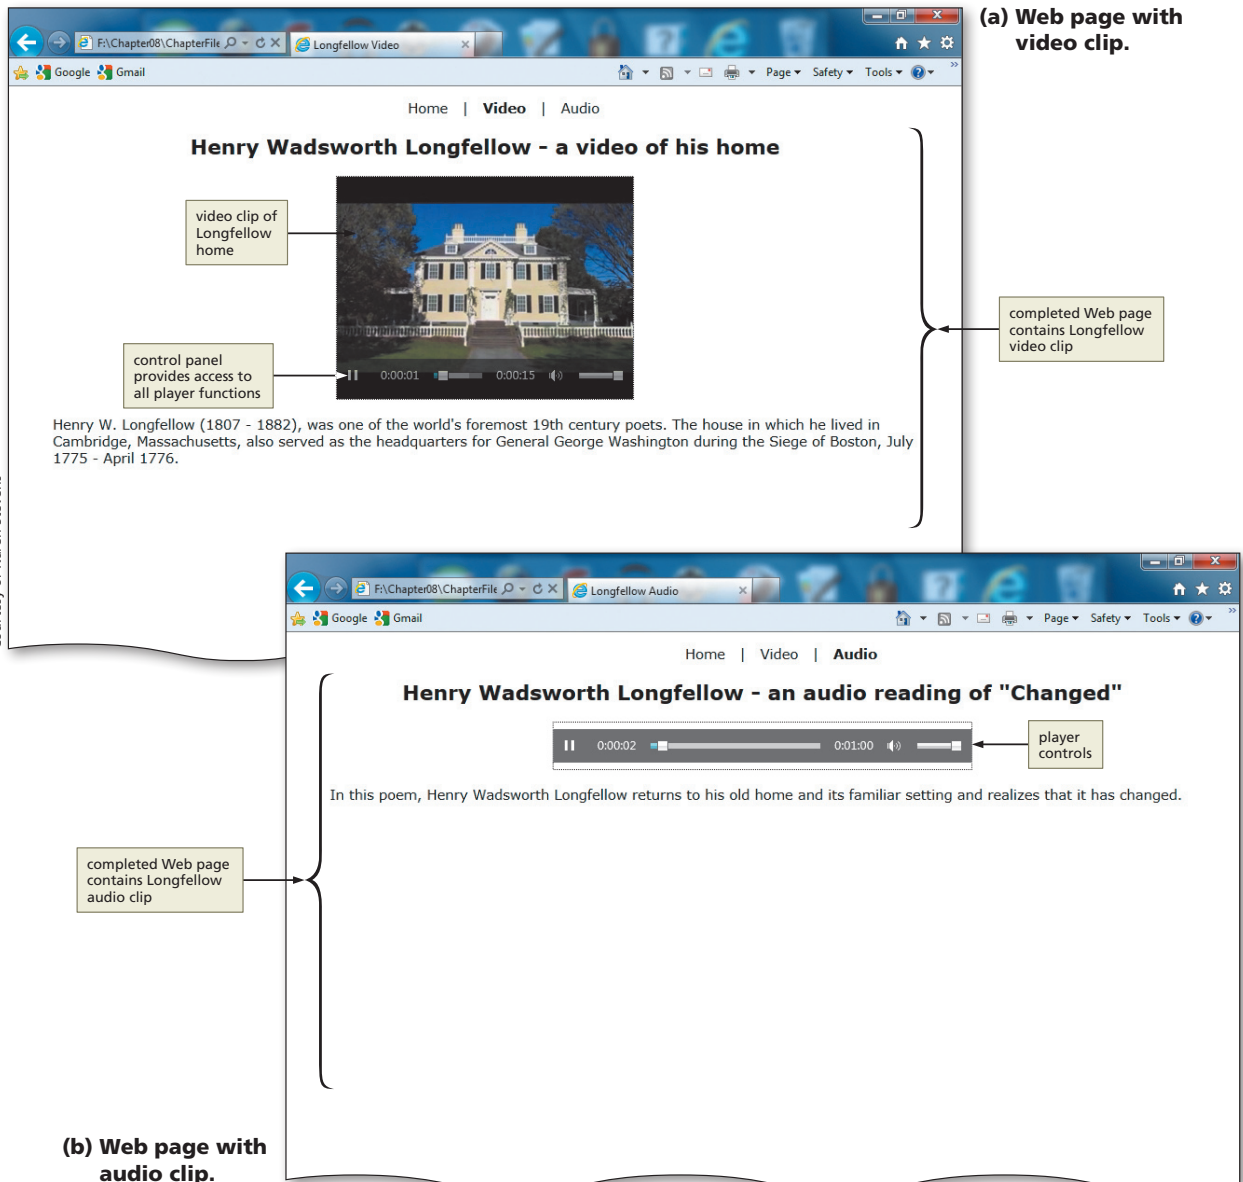 (a) Web page with
video clip.
F:\Chapter08\ChapterFile
Longfellow Video
Google
Gmail
Page
Safety
Tools
Home | Video | Audio
Henry Wadsworth Longfellow - a video of his home
video clip of
Longfellow
home
control panel
provides access to
all player functions
0:00:01
0:00:15
completed Web page
contains Longfellow
video clip
Henry W. Longfellow (1807 - 1882), was one of the world's foremost 19th century poets. The house in which he lived in
Cambridge, Massachusetts, also served as the headquarters for General George Washington during the Siege of Boston, July
1775 - April 1776.
F:\Chapter08\ChapterFile
Longfellow Audio
Google
Gmail
Page
Safety
Tools
Home | Video | Audio
Henry Wadsworth Longfellow - an audio reading of "Changed"
0:00:02
0:01:00
player
controls
In this poem, Henry Wadsworth Longfellow returns to his old home and its familiar setting and realizes that it has changed.
completed Web page
contains Longfellow
audio clip
(b) Web page with
audio clip.